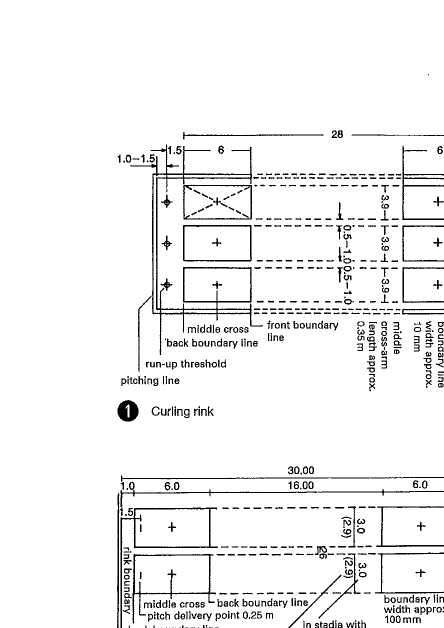 28
1.5
6
6
1.0–1.5
3.9
3.9
3.9
0.5–1.0
0.5–1.0
middle cross
back boundary line
front boundary
line
run-up threshold
pitching line
middle
cross-arm
length approx.
0.35 m
boundary line
width approx.
10 mm
1 Curling rink
30,00
1.0
6.0
16.00
6.0
1.5
3.0
(2.9)
26
3.0
(2.9)
rink boundary
middle cross
back boundary line
pitch delivery point 0.25 m
in stadia with
boundary lin
width approx
100 mm